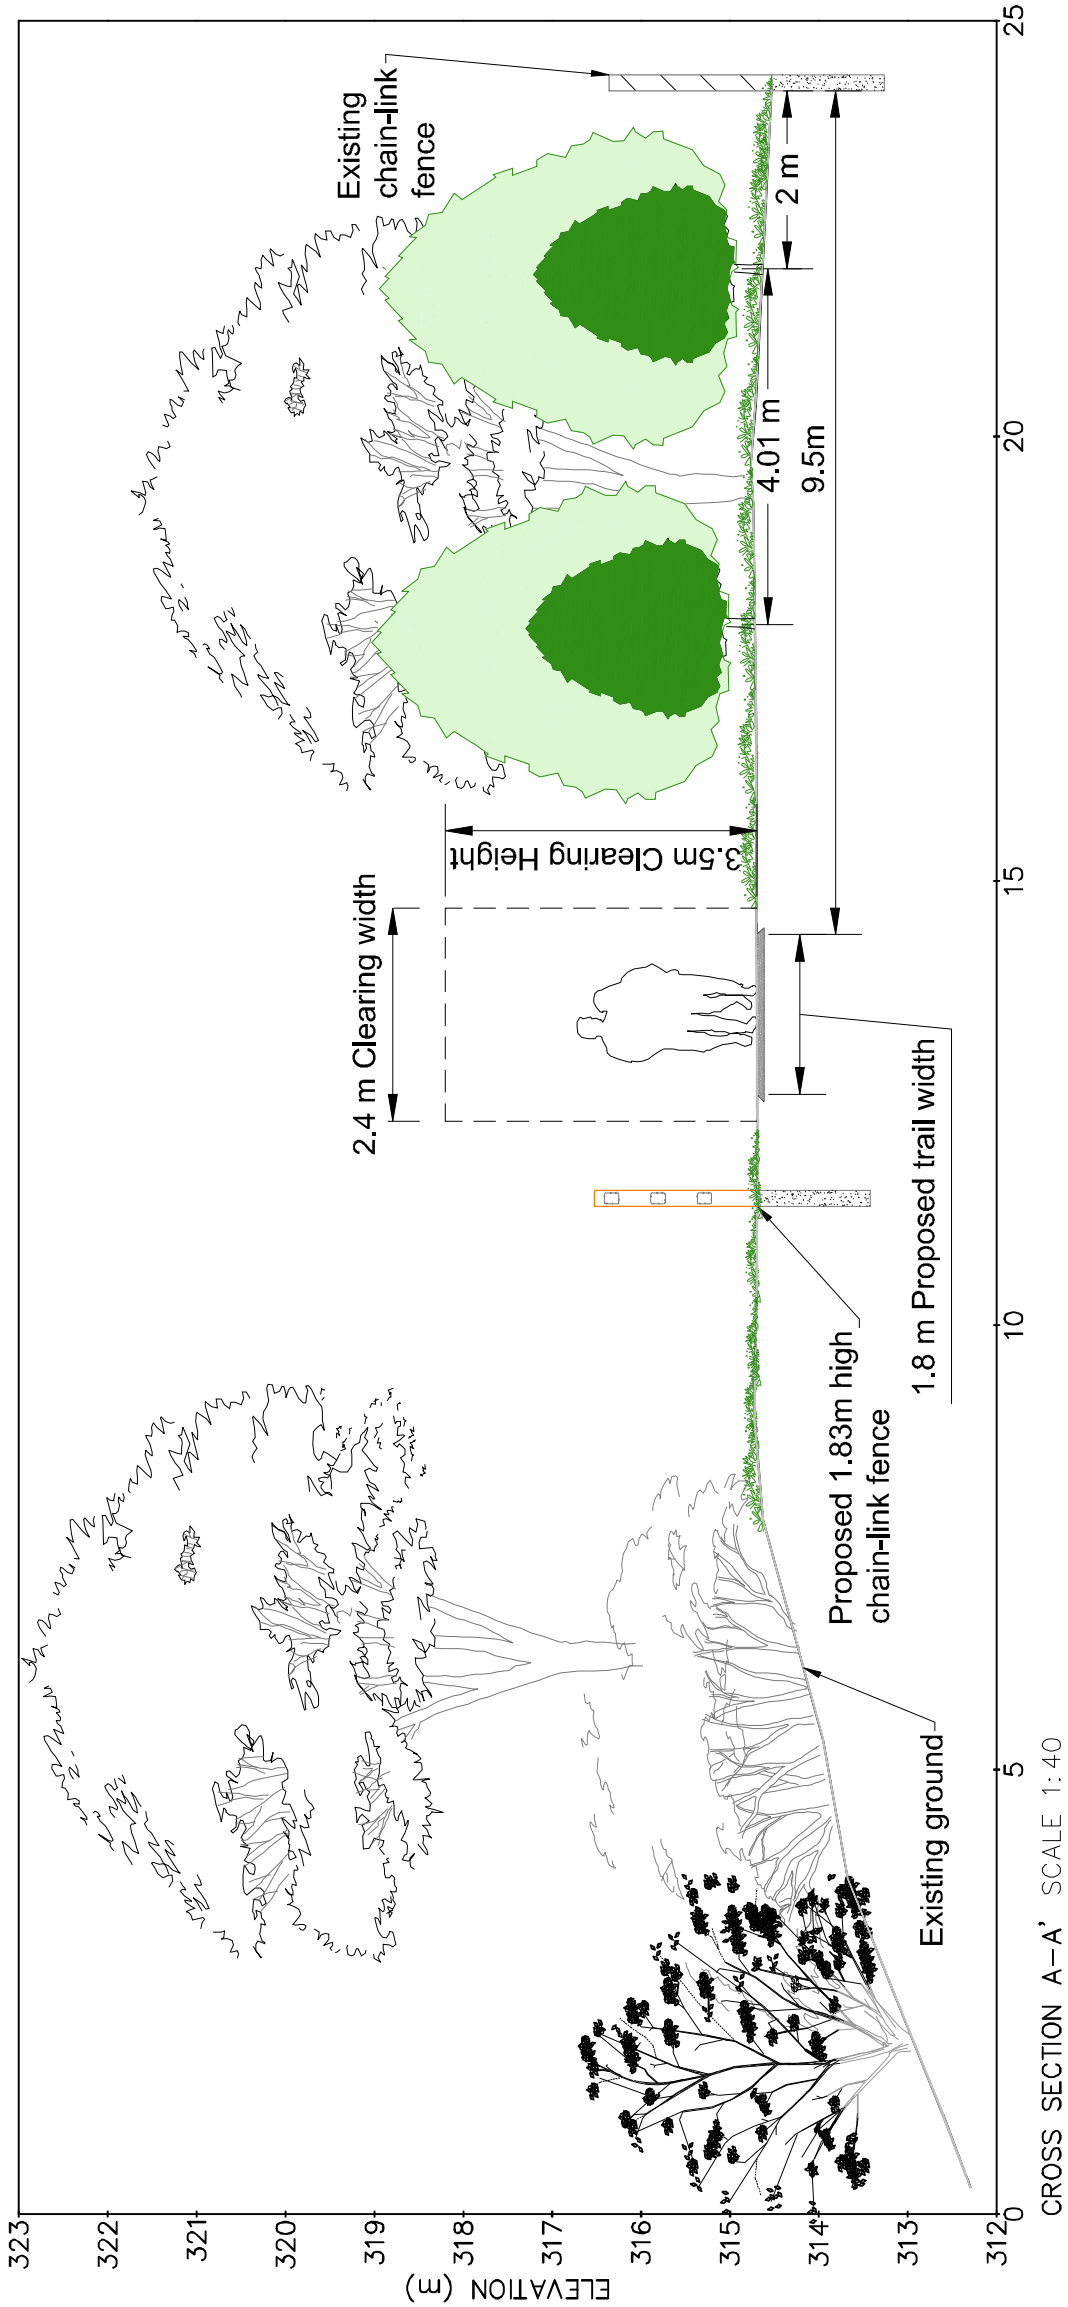 Existing
chain-link
fence
2.4 m Clearing width
3.5m Clearing Height
4.01 m
2 m
9.5m
1.8 m Proposed trail width
Proposed 1.83m high
chain-link fence
Existing ground
ELEVATION (m)
323
322
321
320
319
318
317
316
315
314
313
312
0
5
10
15
20
25
CROSS SECTION A-A' SCALE 1:40